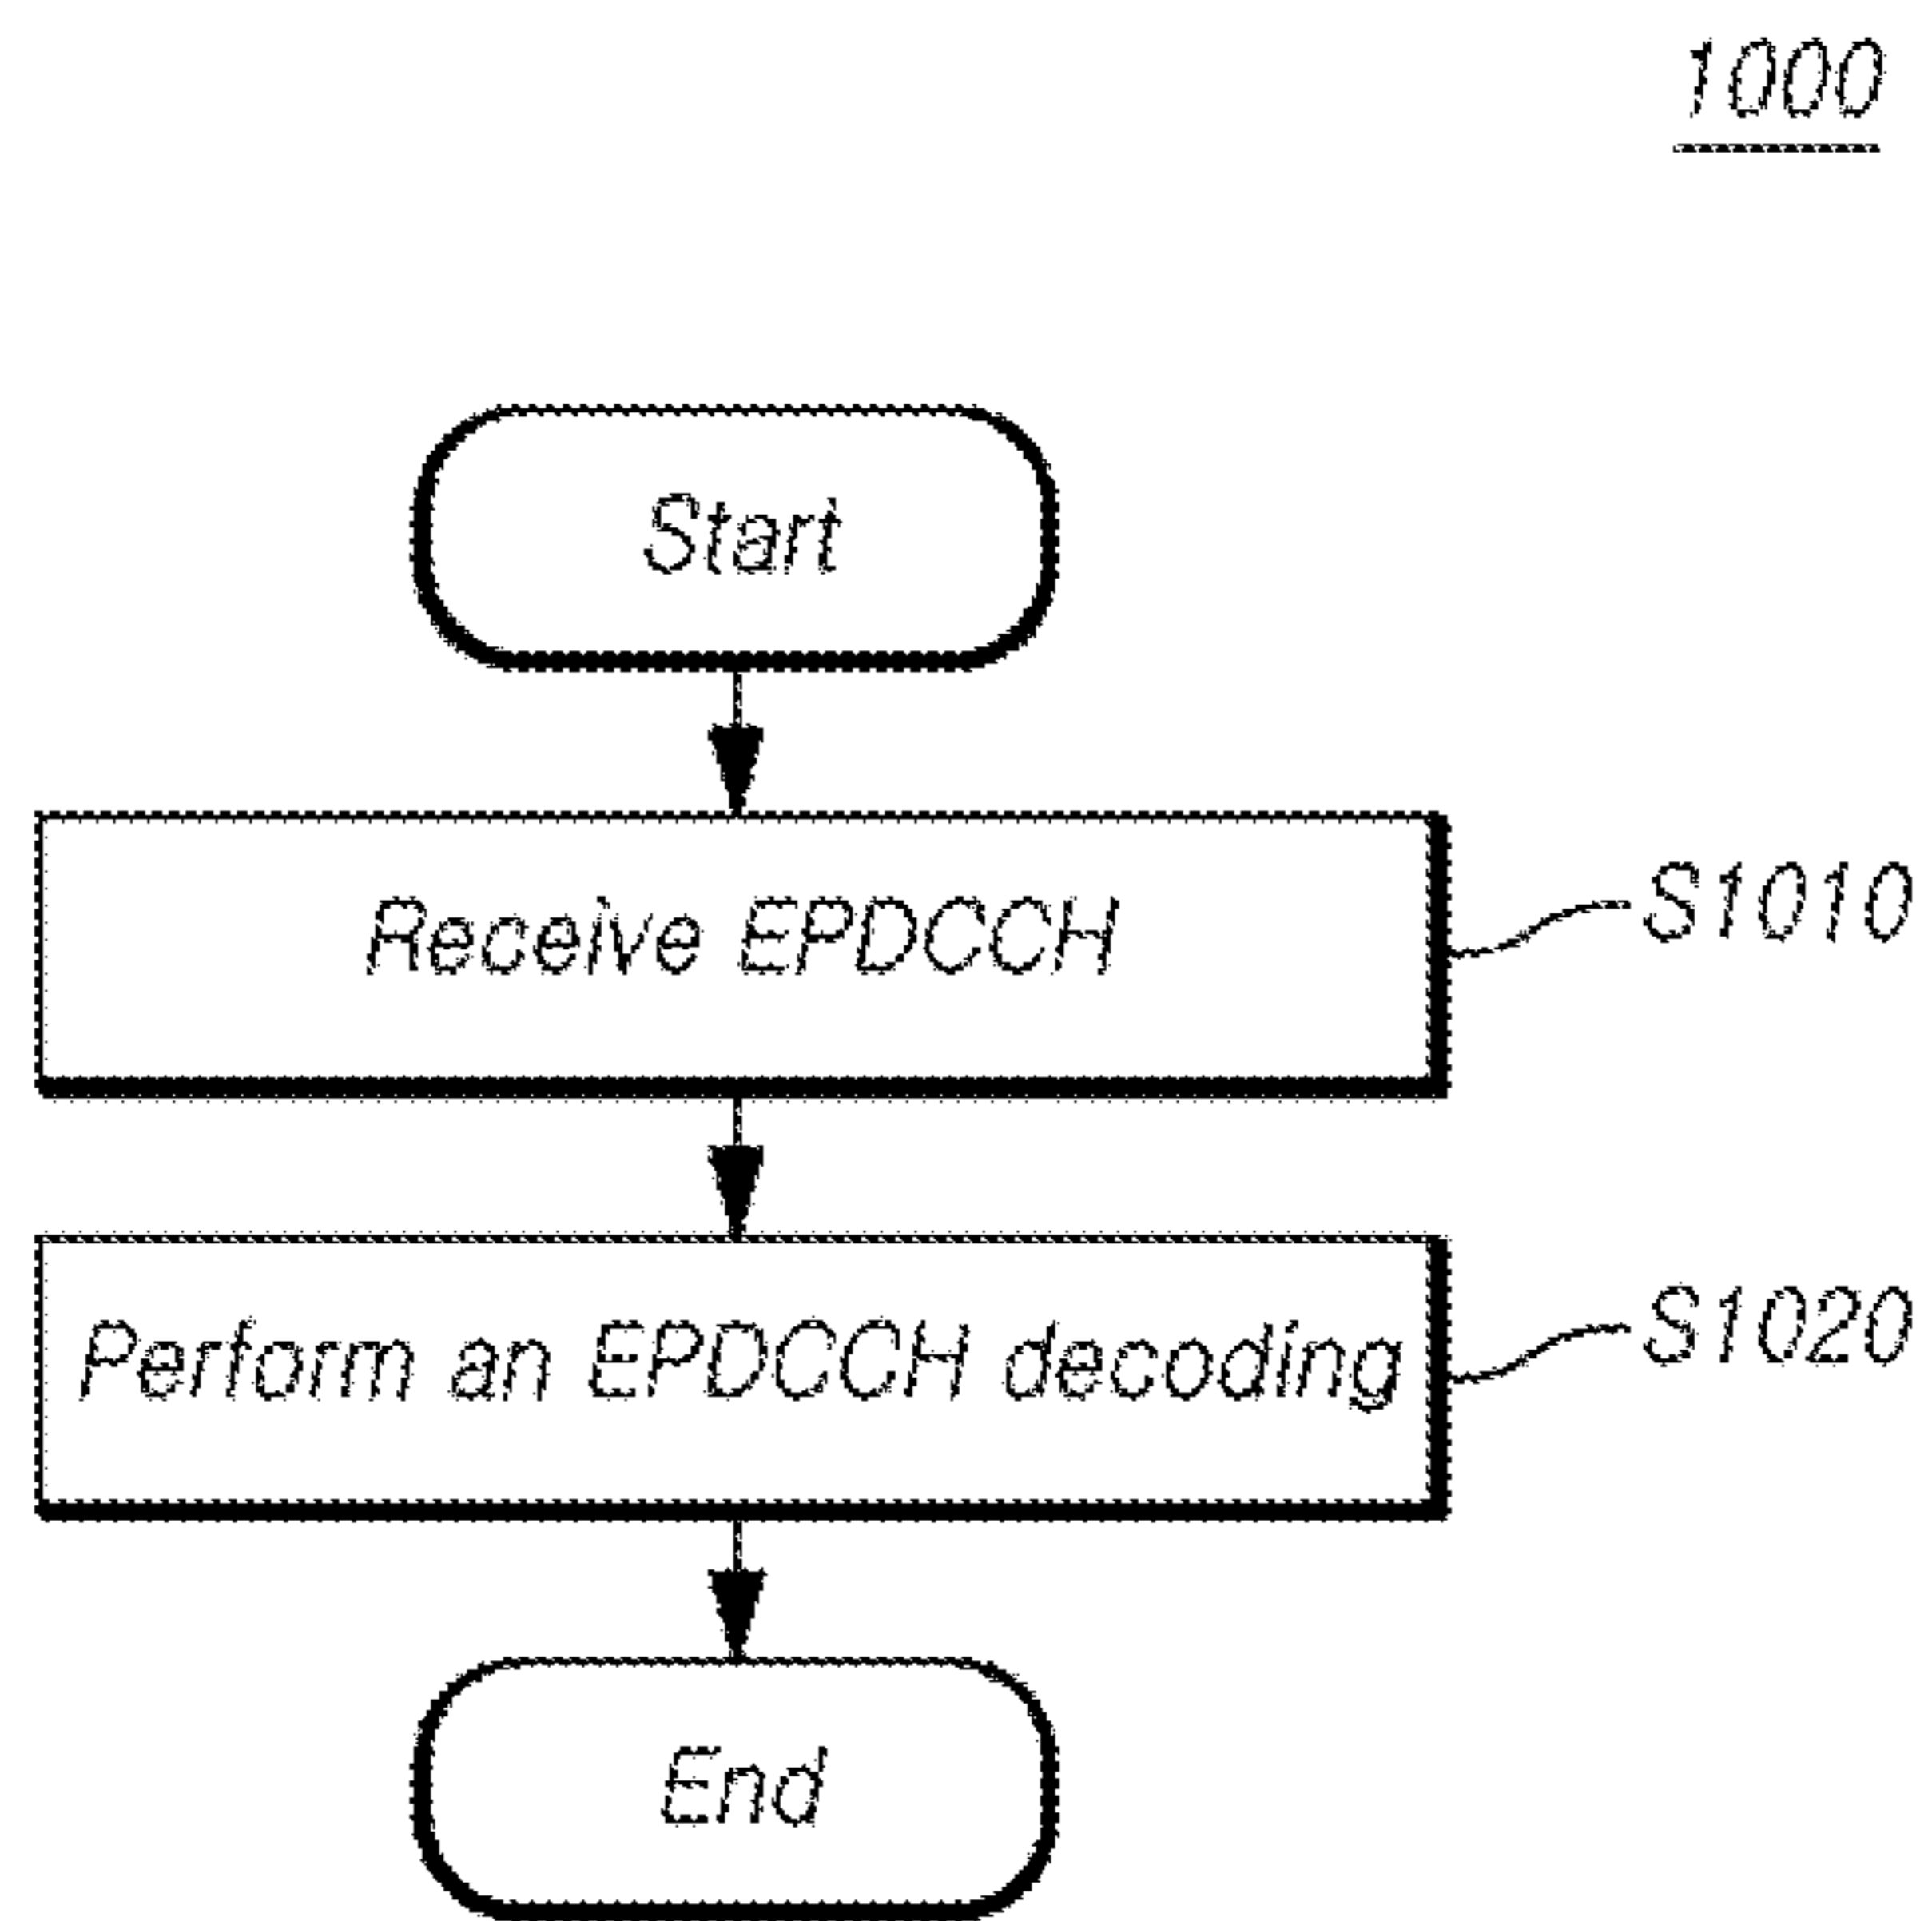 1000
Start
Receive EPDCCH
S1010
Perform an EPDCCH decoding
S1020
End